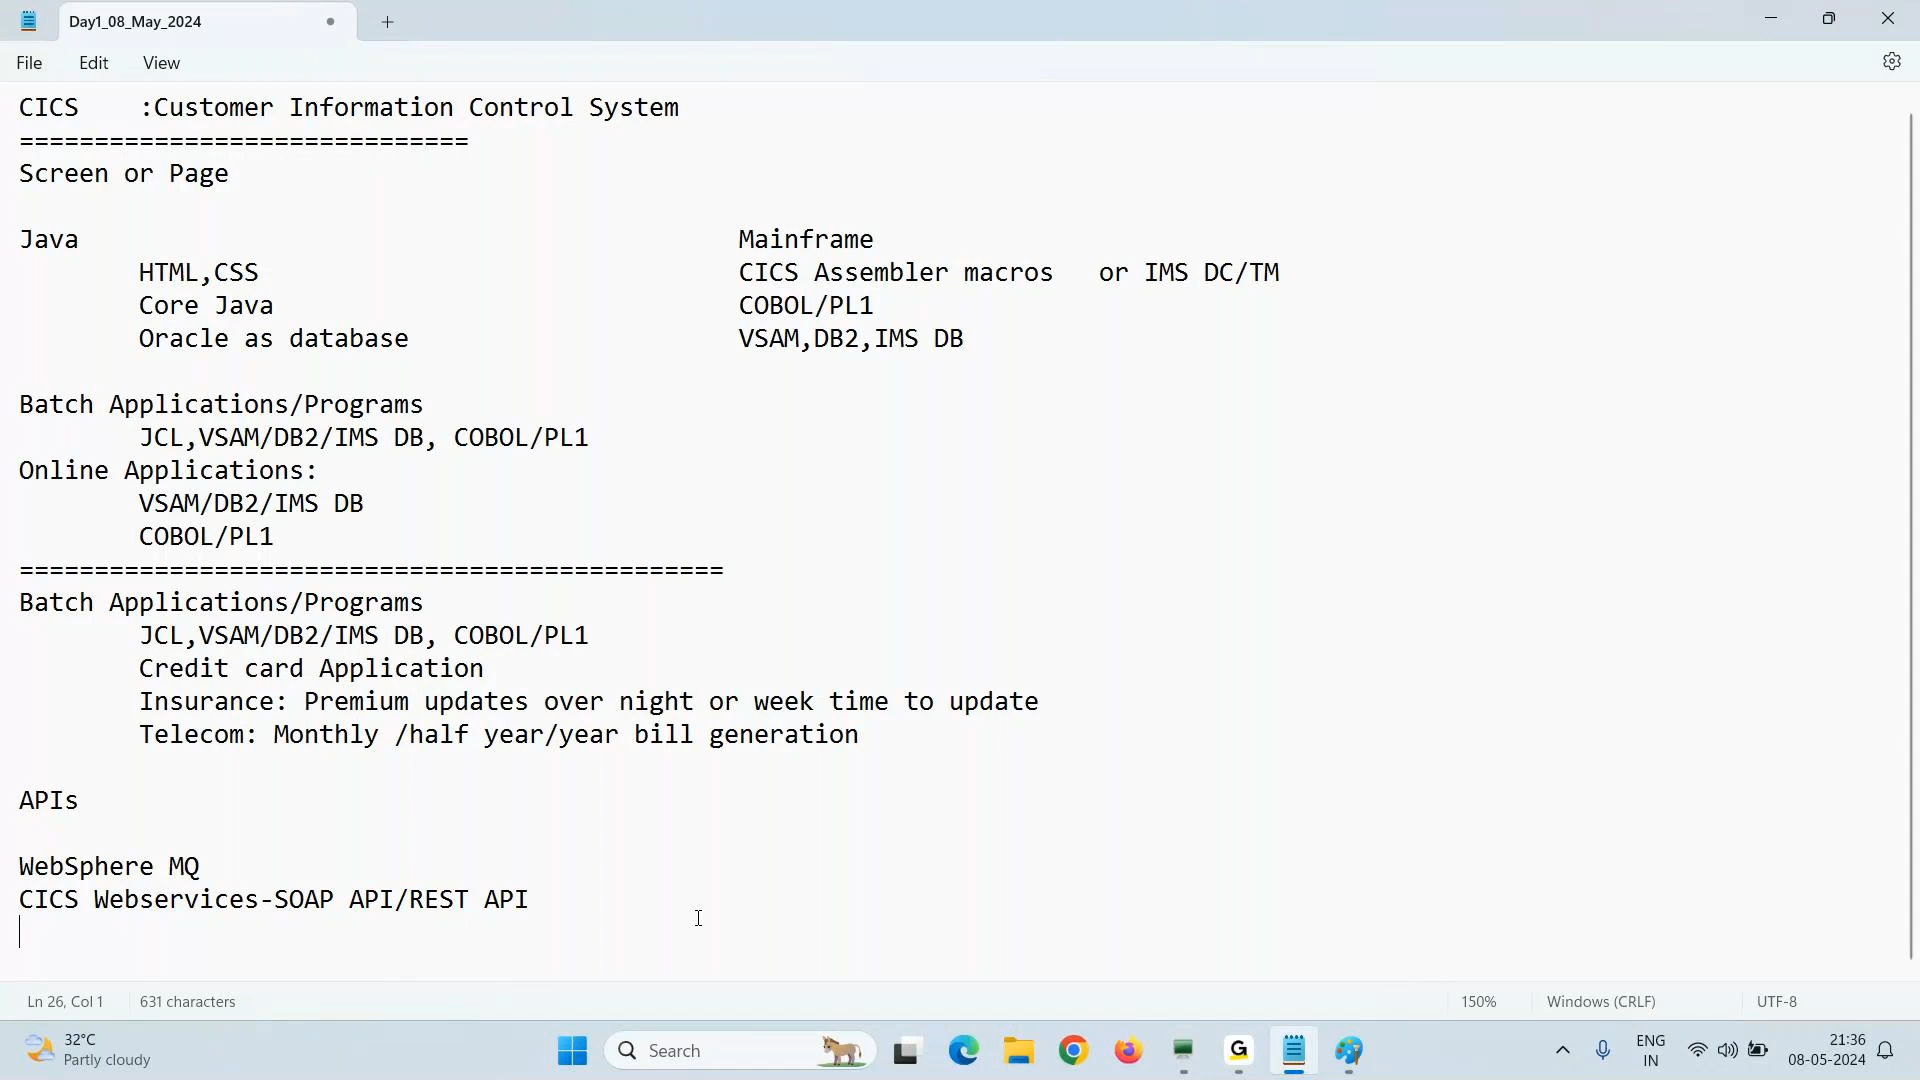 Day1_08_May_2024
File Edit View
CICS :Customer Information Control System
==============================
Screen or Page
Java Mainframe
HTML,CSS CICS Assembler macros or IMS DC/TM
Core Java COBOL/PL1
Oracle as database VSAM,DB2,IMS DB
Batch Applications/Programs
JCL,VSAM/DB2/IMS DB, COBOL/PL1
Online Applications:
VSAM/DB2/IMS DB
COBOL/PL1
===============================================
Batch Applications/Programs
JCL,VSAM/DB2/IMS DB, COBOL/PL1
Credit card Application
Insurance: Premium updates over night or week time to update
Telecom: Monthly /half year/year bill generation
APIs
WebSphere MQ
CICS Webservices-SOAP API/REST API
Ln 26, Col 1 631 characters 150% Windows (CRLF) UTF-8
32°C
Partly cloudy
Search
G
ENG
IN
21:36
08-05-2024